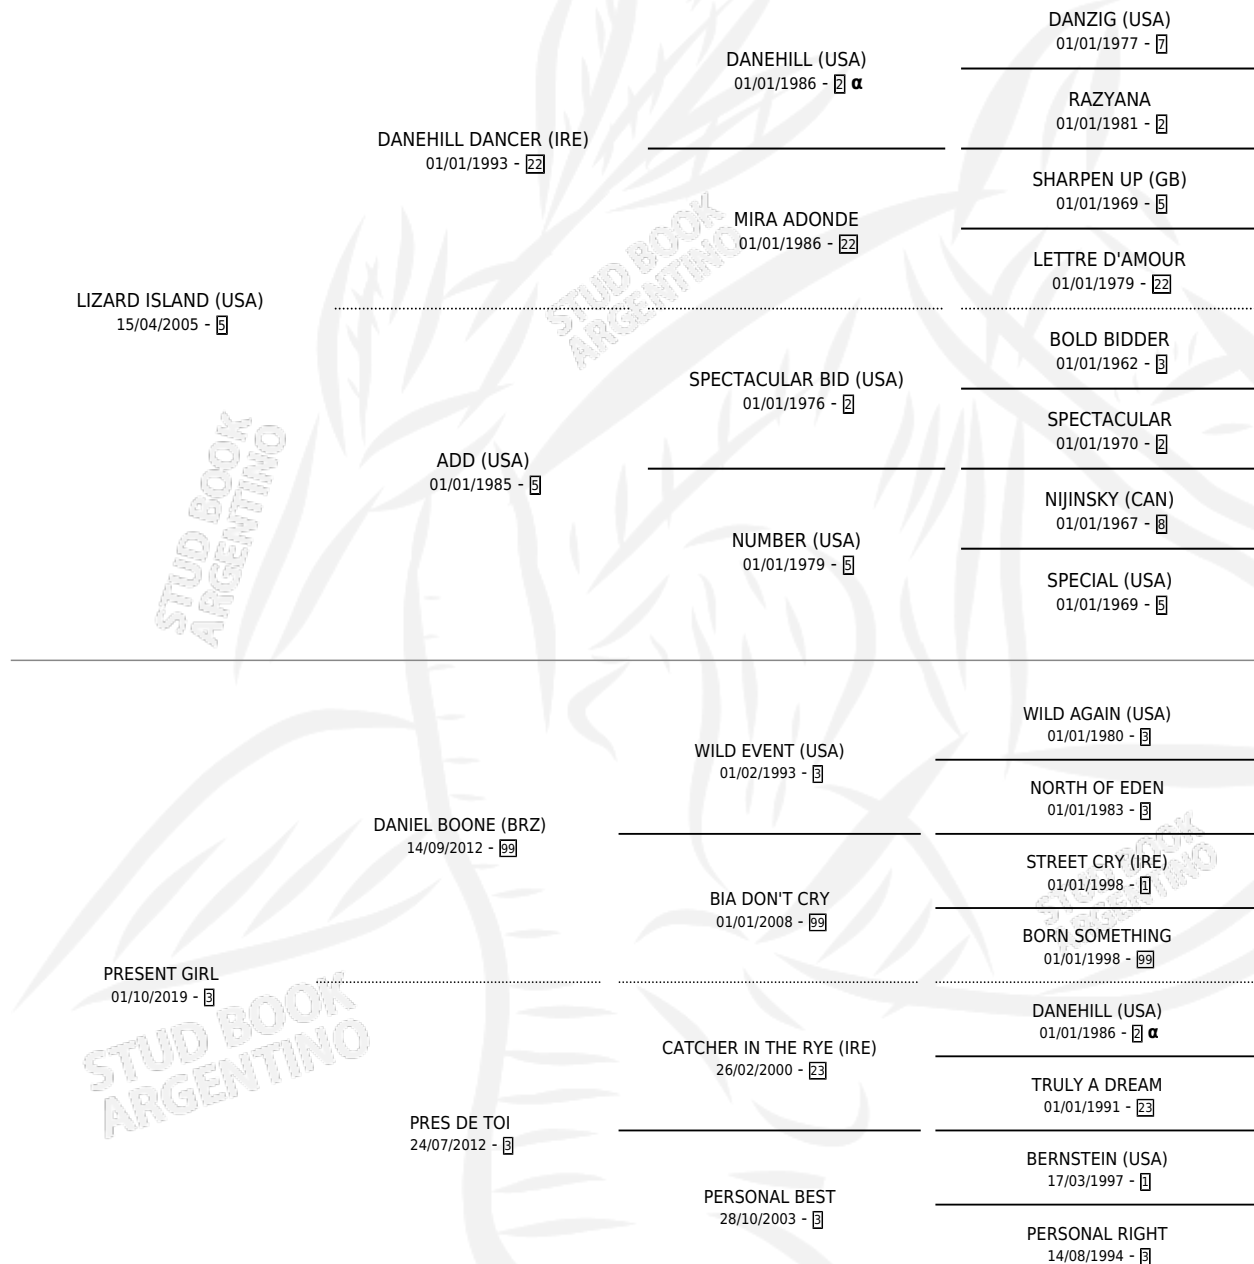 DANZIG (USA)
01/01/1977 - 7
DANEHILL (USA)
01/01/1986 - 2 α
RAZYANA
01/01/1981 - 2
DANEHILL DANCER (IRE)
01/01/1993 - 22
SHARPEN UP (GB)
01/01/1969 - 5
MIRA ADONDE
01/01/1986 - 22
LETTRE D'AMOUR
01/01/1979 - 22
STUD BOOK
ARGENTINO
LIZARD ISLAND (USA)
15/04/2005 - 5
BOLD BIDDER
01/01/1962 - 3
SPECTACULAR BID (USA)
01/01/1976 - 2
SPECTACULAR
01/01/1970 - 2
ADD (USA)
01/01/1985 - 5
STUD BOOK
ARGENTINO
NIJINSKY (CAN)
01/01/1967 - 8
NUMBER (USA)
01/01/1979 - 5
SPECIAL (USA)
01/01/1969 - 5
WILD AGAIN (USA)
01/01/1980 - 3
WILD EVENT (USA)
01/02/1993 - 3
NORTH OF EDEN
01/01/1983 - 3
DANIEL BOONE (BRZ)
14/09/2012 - 99
STREET CRY (IRE)
01/01/1998 - 1
STUD BOOK
ARGENTINO
BIA DON'T CRY
01/01/2008 - 99
BORN SOMETHING
01/01/1998 - 99
PRESENT GIRL
01/10/2019 - 3
STUD BOOK
ARGENTINO
DANEHILL (USA)
01/01/1986 - 2 α
CATCHER IN THE RYE (IRE)
26/02/2000 - 23
TRULY A DREAM
01/01/1991 - 23
PRES DE TOI
24/07/2012 - 3
BERNSTEIN (USA)
17/03/1997 - 1
PERSONAL BEST
28/10/2003 - 3
PERSONAL RIGHT
14/08/1994 - 3